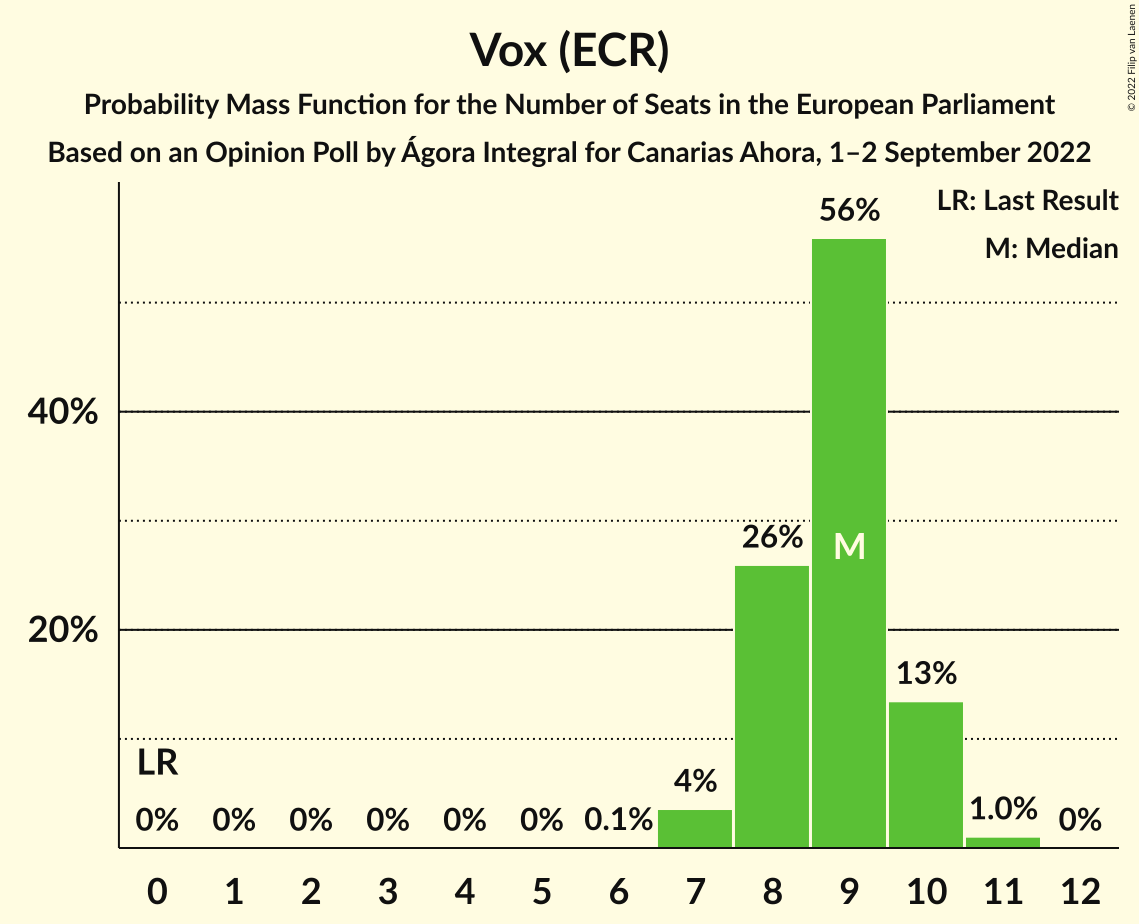 © 2022 Filip van Laenen
Vox (ECR)
Probability Mass Function for the Number of Seats in the European Parliament
Based on an Opinion Poll by Ágora Integral for Canarias Ahora, 1–2 September 2022
LR: Last Result
M: Median
56%
40%
26%
M
20%
13%
LR
4%
0% 0% 0% 0% 0% 0% 0.1% 1.0% 0%
0 1 2 3 4 5 6 7 8 9 10 11 12